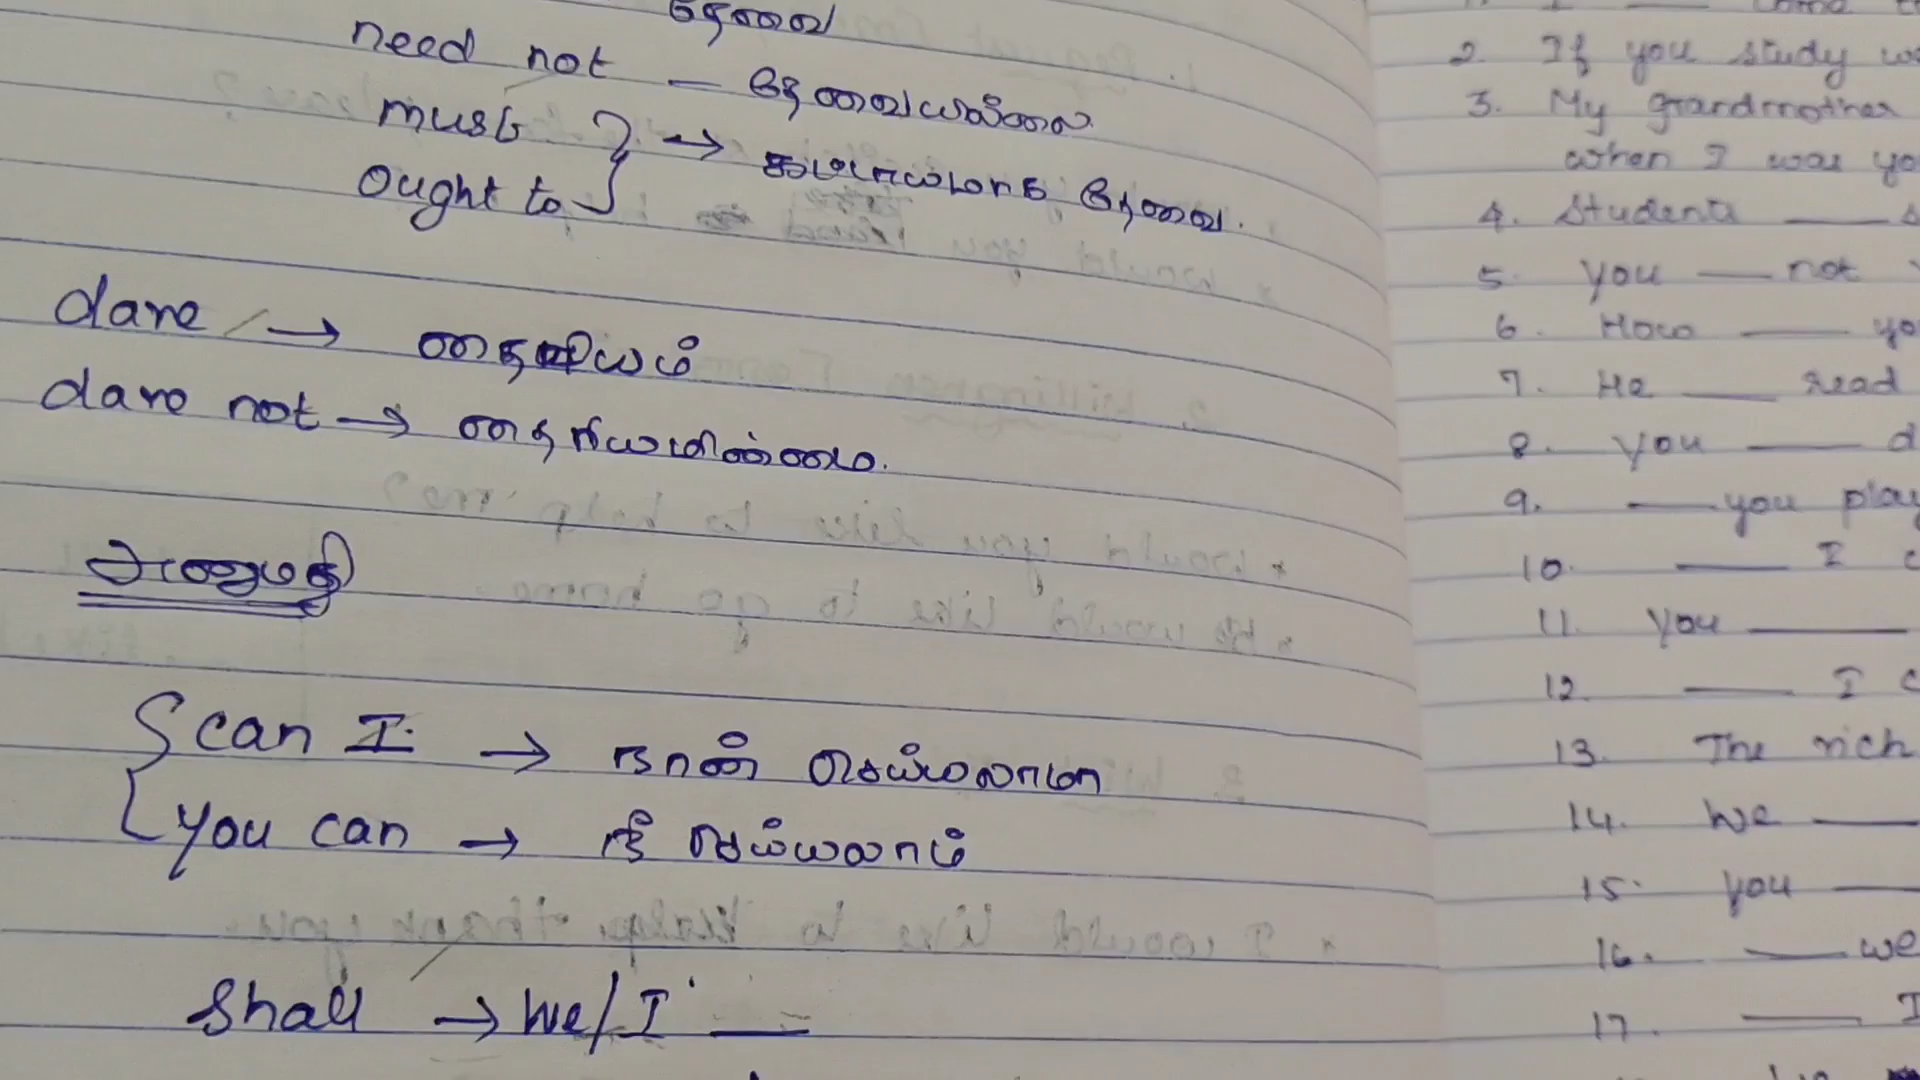 தேவை
need not – தேவையில்லை
must
ought to } → கட்டாயமாக தேவை.
dare → தைரியம்
dare not → தைரியமின்மை.
அனுமதி
{ can I. → நான் செய்யலாமா
you can → நீ செய்யலாம்
shall → We/I —
2. If you study
3. My grandmother
when I was
4. Students ——
5. You —— not
6. How ——
7. He —— read
8. you ——
9. —— you play
10. —— I
11. You ——
12. —— I
13. The rich
14. We ——
15. you ——
16. —— we
17. —— I